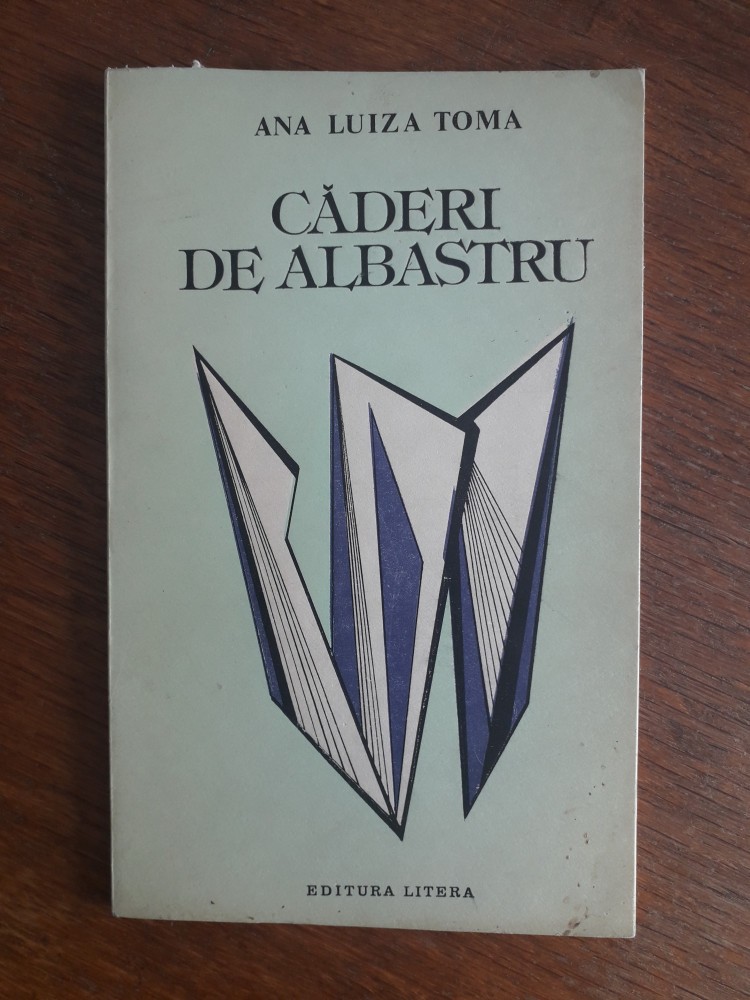 ANA LUIZA TOMA
CĂDERI
DE ALBASTRU
EDITURA LITERA